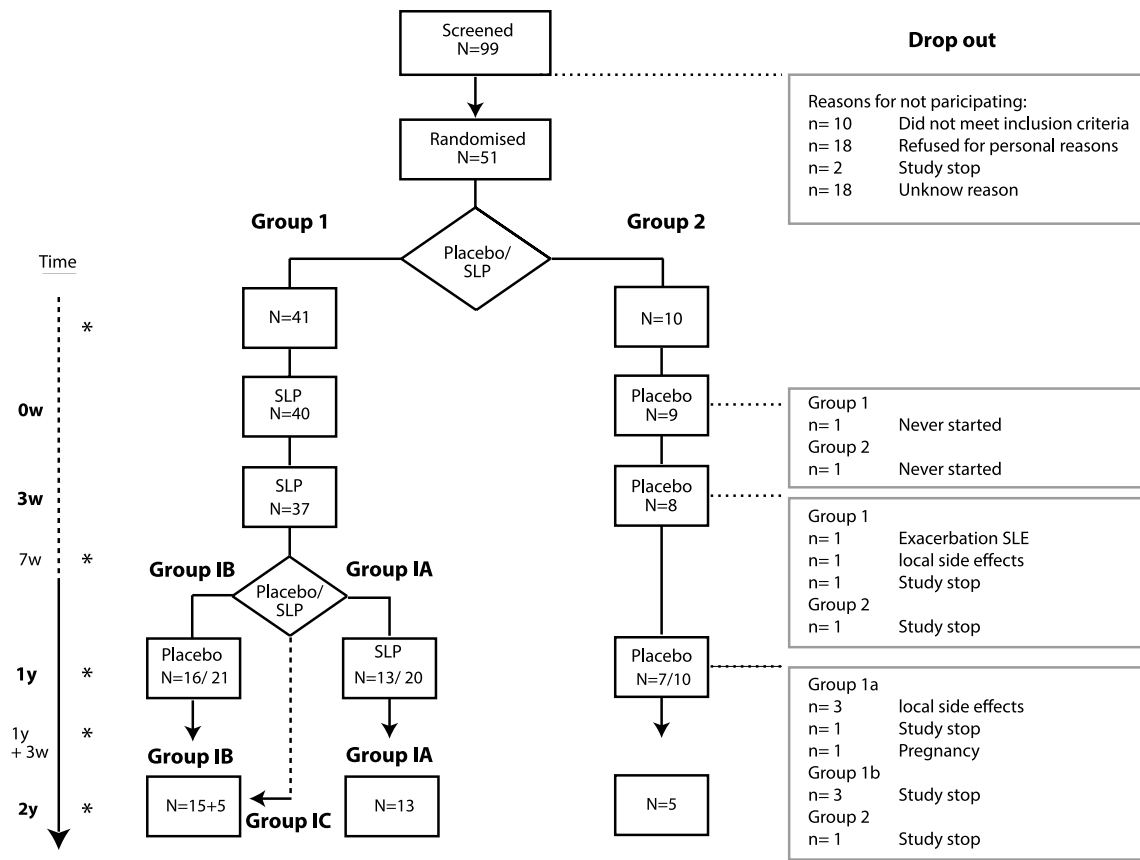 Screened
N=99
Drop out
Reasons for not paricipating:
n= 10 Did not meet inclusion criteria
n= 18 Refused for personal reasons
n= 2 Study stop
n= 18 Unknow reason
Randomised
N=51
Group 1
Group 2
Placebo/
SLP
Time
N=41
N=10
*
0w
SLP
N=40
Placebo
N=9
Group 1
n= 1 Never started
Group 2
n= 1 Never started
3w
SLP
N=37
Placebo
N=8
Group 1
n= 1 Exacerbation SLE
n= 1 local side effects
n= 1 Study stop
Group 2
n= 1 Study stop
7w *
Group IB
Group IA
Placebo/
SLP
1y *
Placebo
N=16/ 21
SLP
N=13/ 20
Placebo
N=7/10
Group 1a
n= 3 local side effects
n= 1 Study stop
n= 1 Pregnancy
Group 1b
n= 3 Study stop
Group 2
n= 1 Study stop
1y
+ 3w *
Group IB
Group IA
2y *
N=15+5
Group IC
N=13
N=5